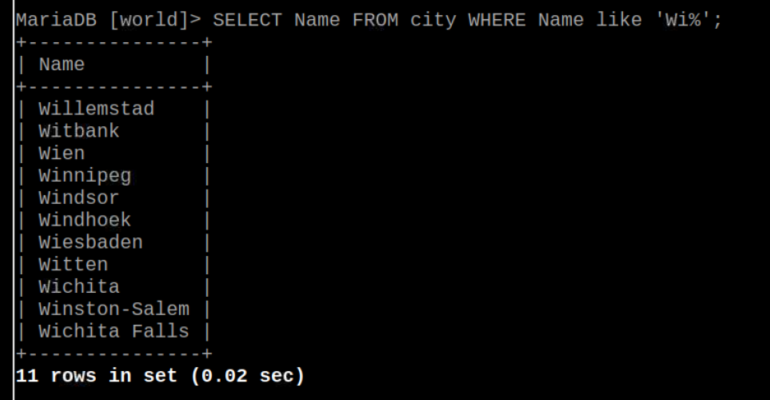 MariaDB [world]> SELECT Name FROM city WHERE Name like 'Wi%';
+---------------+
| Name          |
+---------------+
| Willemstad    |
| Witbank       |
| Wien          |
| Winnipeg      |
| Windsor       |
| Windhoek      |
| Wiesbaden     |
| Witten        |
| Wichita       |
| Winston-Salem |
| Wichita Falls |
+---------------+
11 rows in set (0.02 sec)